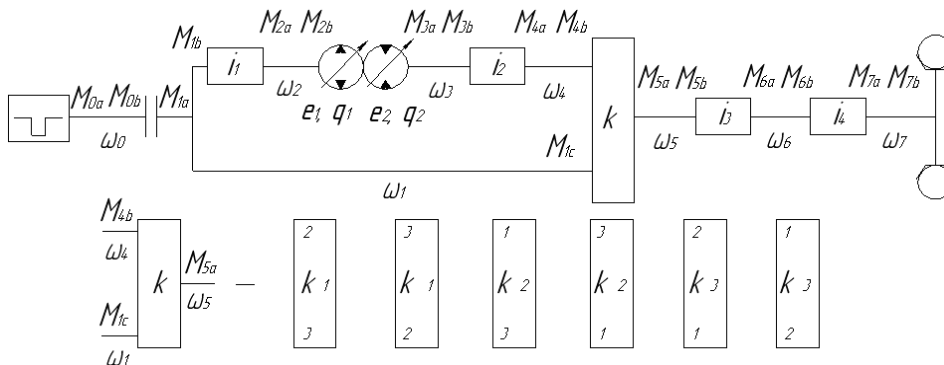 M2a M2b M3a M3b M4a M4b
M1b i1 i2
M0a M0b M1a ω2 ω3 ω4 M5a M5b M6a M6b M7a M7b
e1, q1 e2, q2 k i3 i4
ω0 M1c ω5 ω6 ω7
ω1
M4b 2 3 1 3 2 1
ω4 k M5a – k 1 k 1 k 2 k 2 k 3 k 3
ω5
M1c 3 2 3 1 1 2
ω1